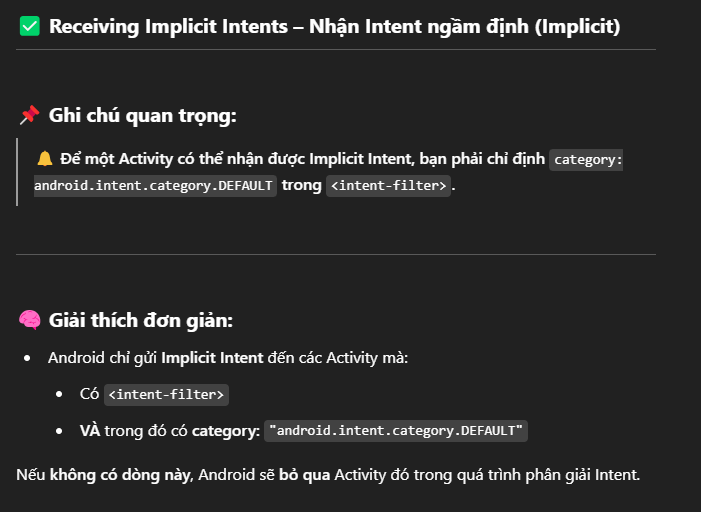 ✅ Receiving Implicit Intents – Nhận Intent ngầm định (Implicit)
📌 Ghi chú quan trọng:
🔔 Để một Activity có thể nhận được Implicit Intent, bạn phải chỉ định category:
android.intent.category.DEFAULT trong <intent-filter>.
🧠 Giải thích đơn giản:
• Android chỉ gửi Implicit Intent đến các Activity mà:
• Có <intent-filter>
• VÀ trong đó có category: "android.intent.category.DEFAULT"
Nếu không có dòng này, Android sẽ bỏ qua Activity đó trong quá trình phân giải Intent.